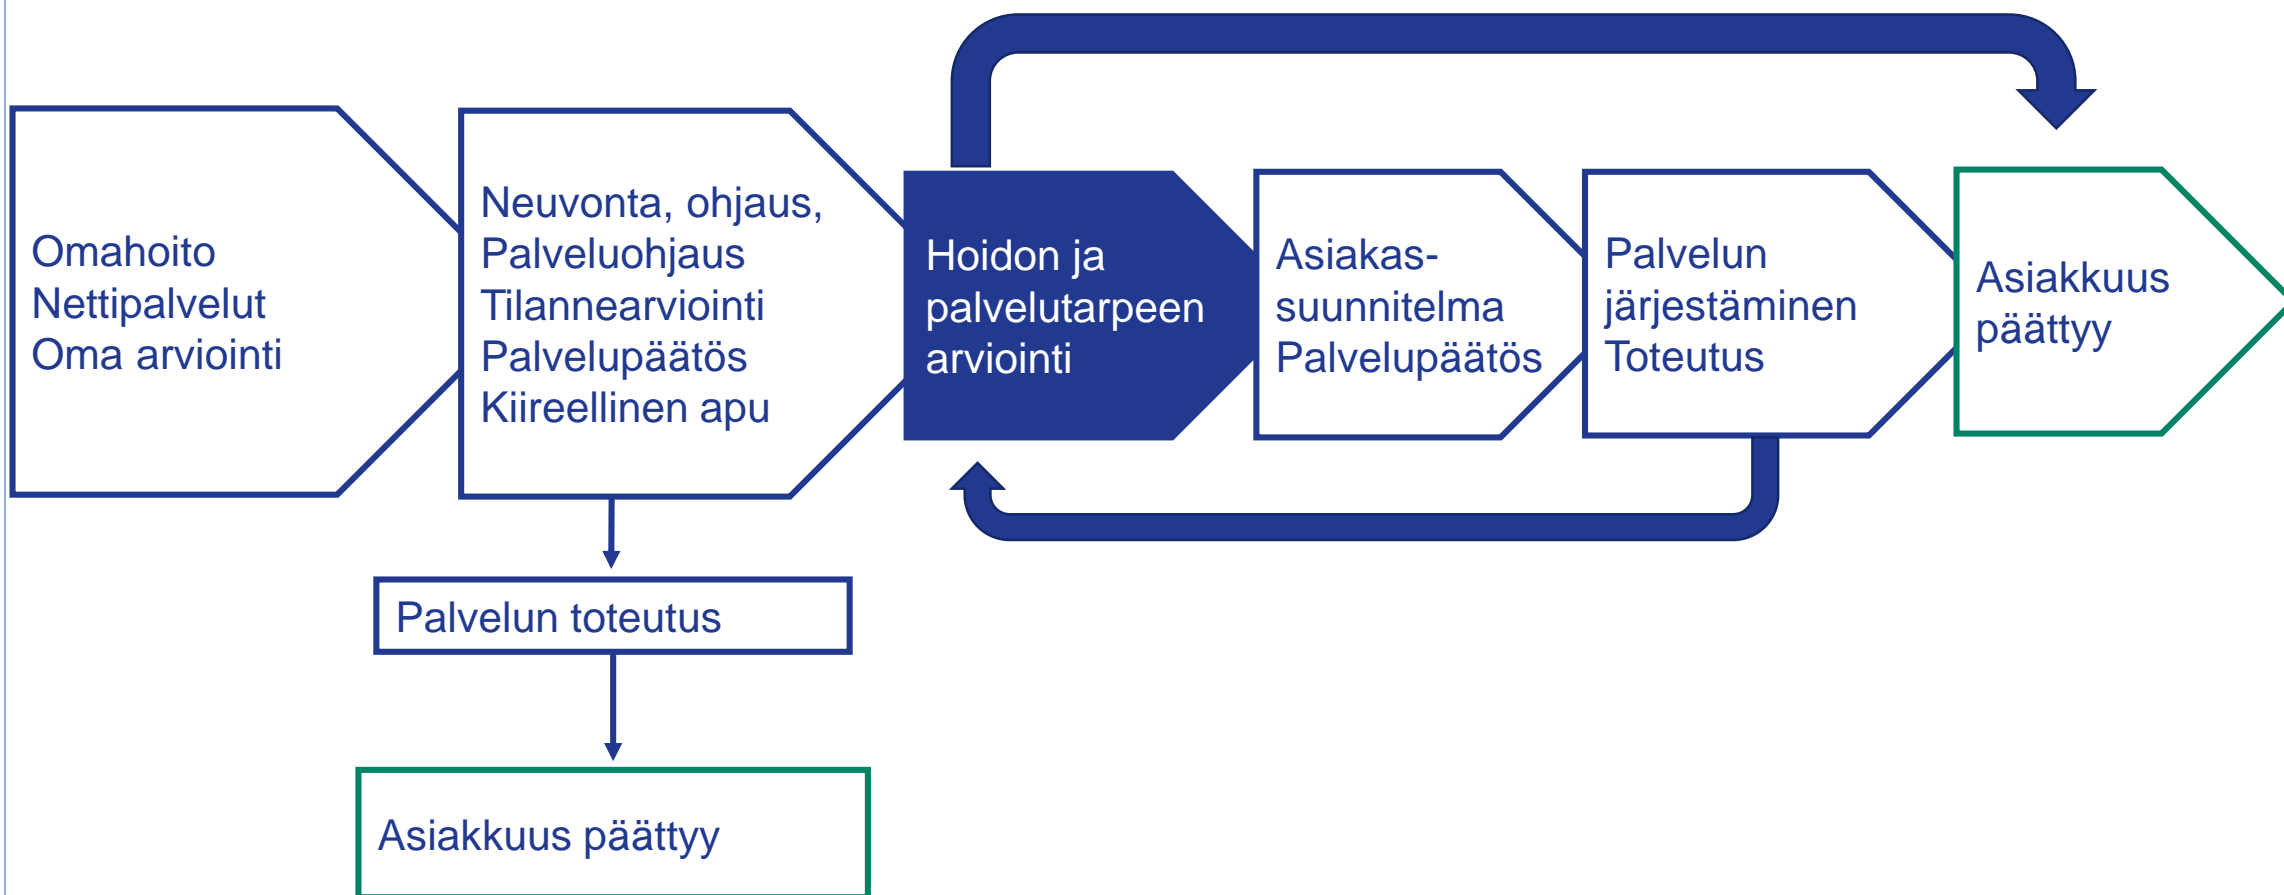 Omahoito
Nettipalvelut
Oma arviointi
Neuvonta, ohjaus,
Palveluohjaus
Tilannearviointi
Palvelupäätös
Kiireellinen apu
Hoidon ja
palvelutarpeen
arviointi
Asiakas-
suunnitelma
Palvelupäätös
Palvelun
järjestäminen
Toteutus
Asiakkuus
päättyy
Palvelun toteutus
Asiakkuus päättyy